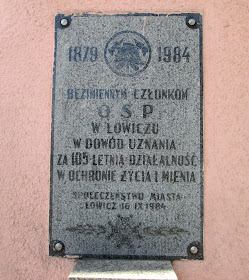 1879 1984
BEZIMIENNYM CZŁONKOM
O S P
W ŁOWICZU
W DOWÓD UZNANIA
ZA 105 LETNIĄ DZIAŁALNOŚĆ
W OCHRONIE ŻYCIA I MIENIA
SPOŁECZEŃSTWO MIASTA
ŁOWICZ 16 IX 1984